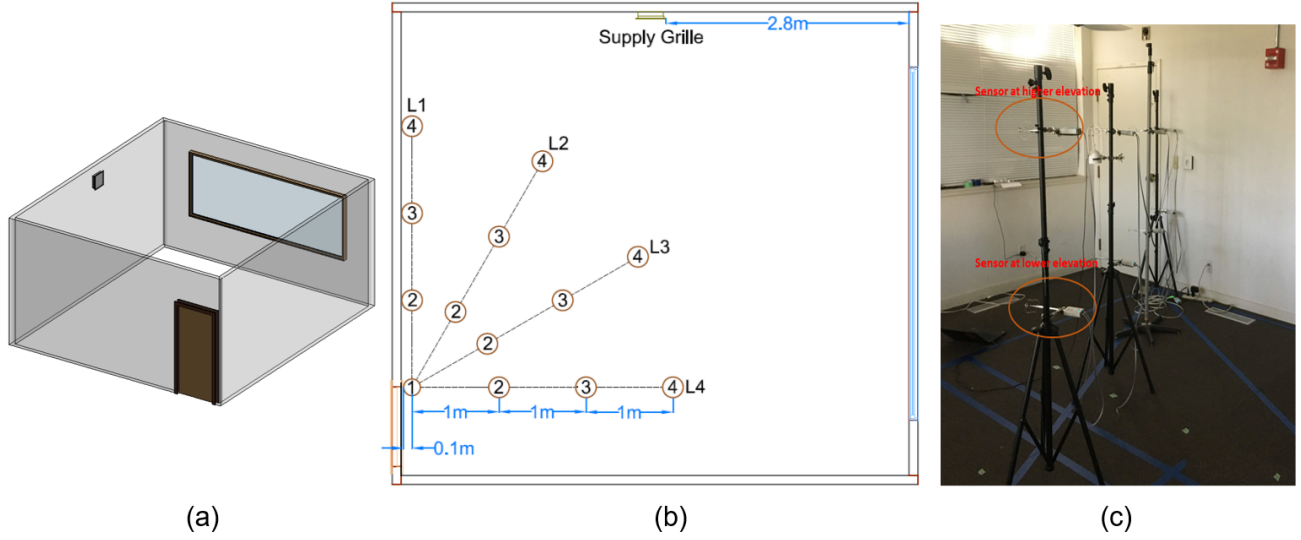 Supply Grille
2.8m
L1
4
L2
4
3
3
L3
4
2
2
3
2
1
2
3
4
L4
1m
1m
1m
0.1m
Sensor at higher elevation
Sensor at lower elevation
(a)
(b)
(c)